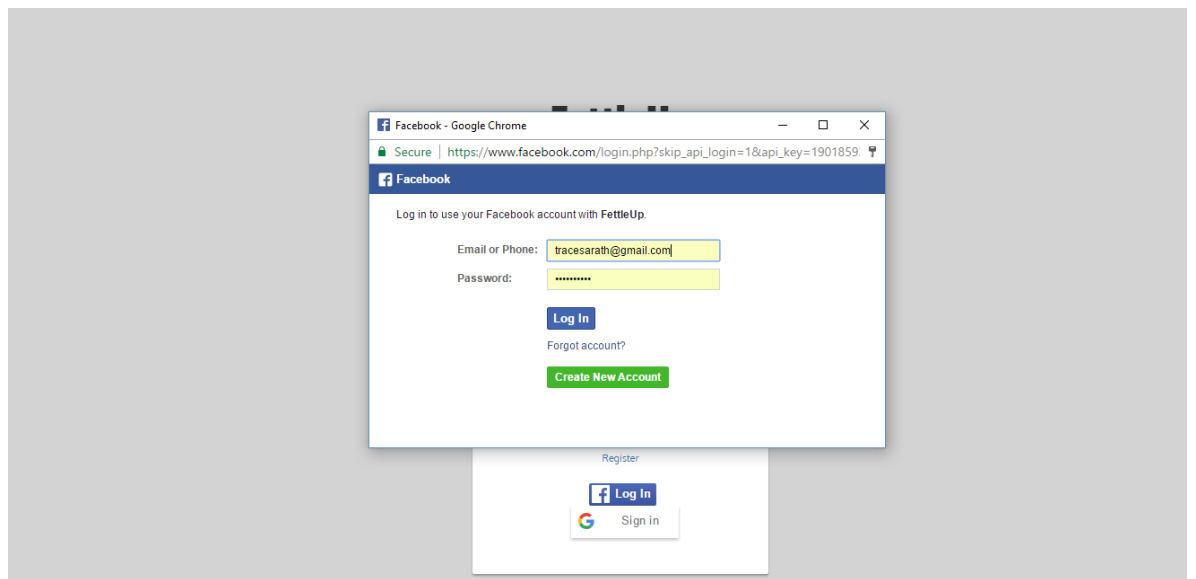 Facebook - Google Chrome
Secure | https://www.facebook.com/login.php?skip_api_login=1&api_key=1901859
Facebook
Log in to use your Facebook account with FettleUp.
Email or Phone: tracesarath@gmail.com
Password: ••••••••••
Log In
Forgot account?
Create New Account
Register
Log In
Sign in